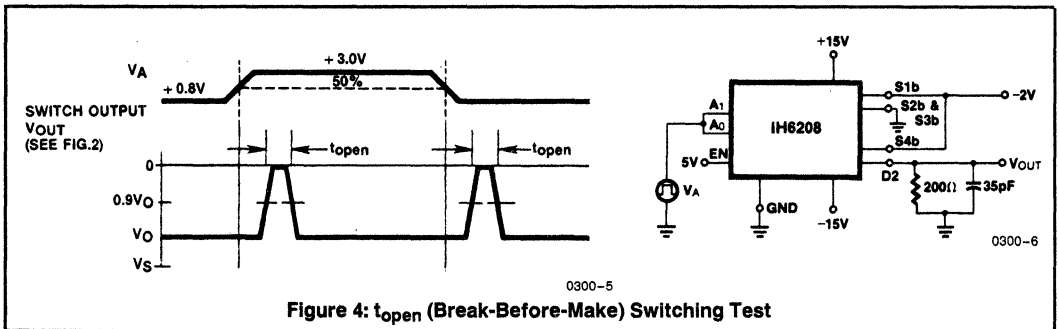 VA
+ 0.8V
+ 3.0V
50%
SWITCH OUTPUT
VOUT
(SEE FIG.2)
topen
topen
0
0.9VO
VO
VS
0300-5
+15V
A1
A0
IH6208
S1b
S2b &
S3b
S4b
-2V
5V
EN
VA
GND
-15V
D2
VOUT
200Ω
35pF
0300-6
Figure 4: topen (Break-Before-Make) Switching Test